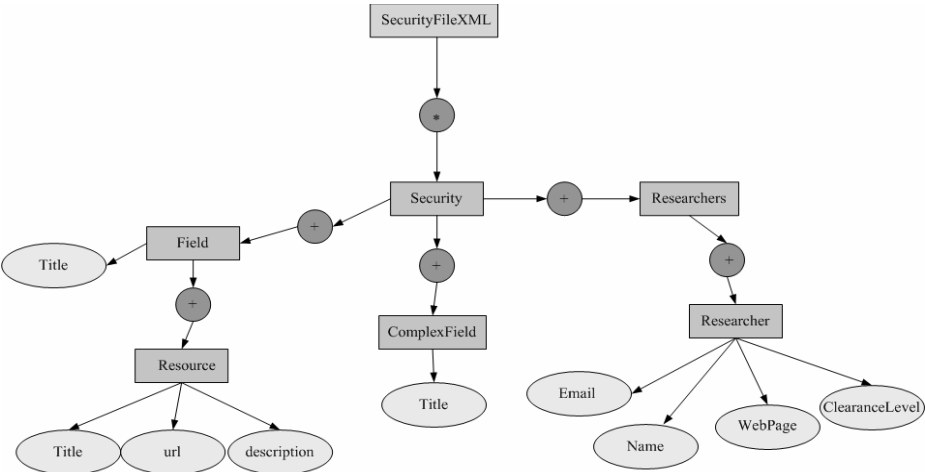 SecurityFileXML
*
Security
+
Researchers
+
Field
+
Title
+
+
+
Researcher
ComplexField
Resource
Email
Title
ClearanceLevel
WebPage
Name
Title
url
description